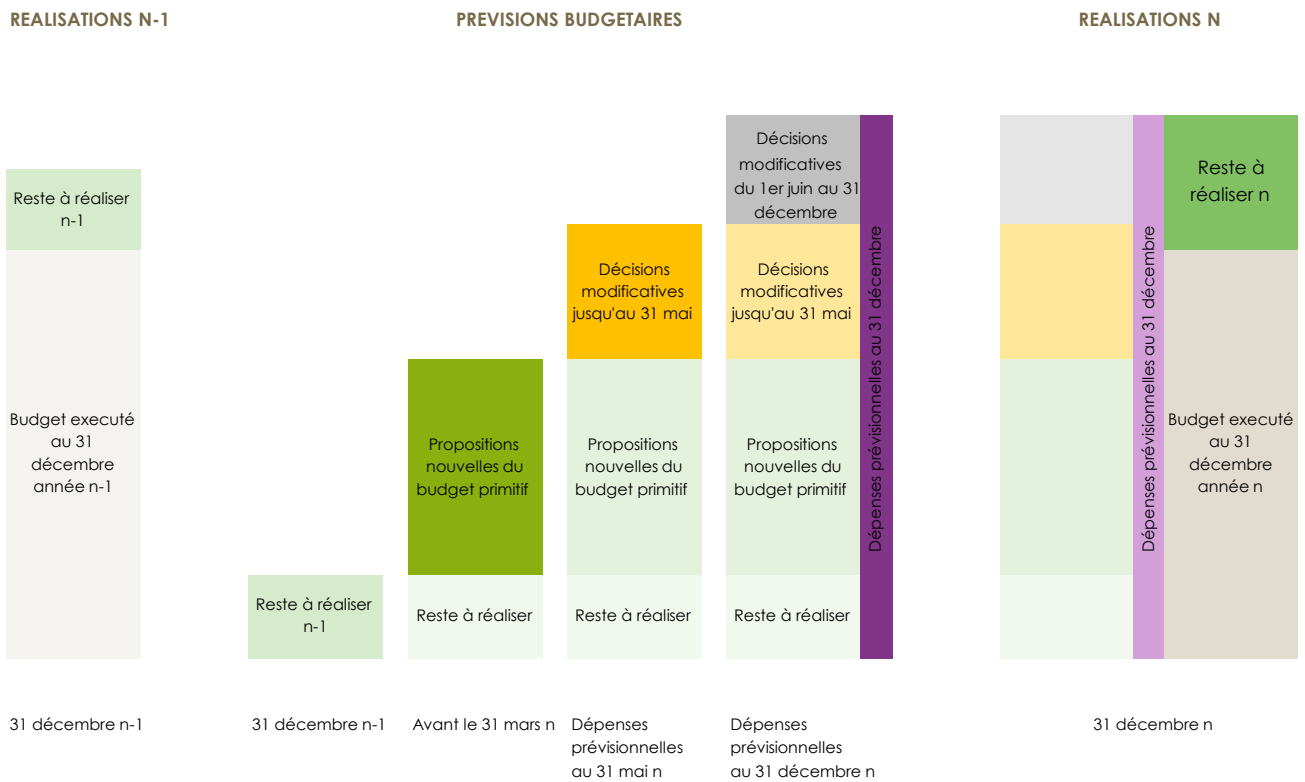 REALISATIONS N-1
PREVISIONS BUDGETAIRES
REALISATIONS N
Reste à réaliser
n-1
Budget executé
au 31
décembre
année n-1
31 décembre n-1
Reste à réaliser
n-1
31 décembre n-1
Propositions
nouvelles du
budget primitif
Reste à réaliser
Avant le 31 mars n
Décisions
modificatives
jusqu'au 31 mai
Propositions
nouvelles du
budget primitif
Reste à réaliser
Dépenses
prévisionnelles
au 31 mai n
Décisions
modificatives
du 1er juin au 31
décembre
Décisions
modificatives
jusqu'au 31 mai
Propositions
nouvelles du
budget primitif
Reste à réaliser
Dépenses prévisionnelles au 31 décembre
Dépenses
prévisionnelles
au 31 décembre n
Dépenses prévisionnelles au 31 décembre
Reste à
réaliser n
Budget executé
au 31
décembre
année n
31 décembre n